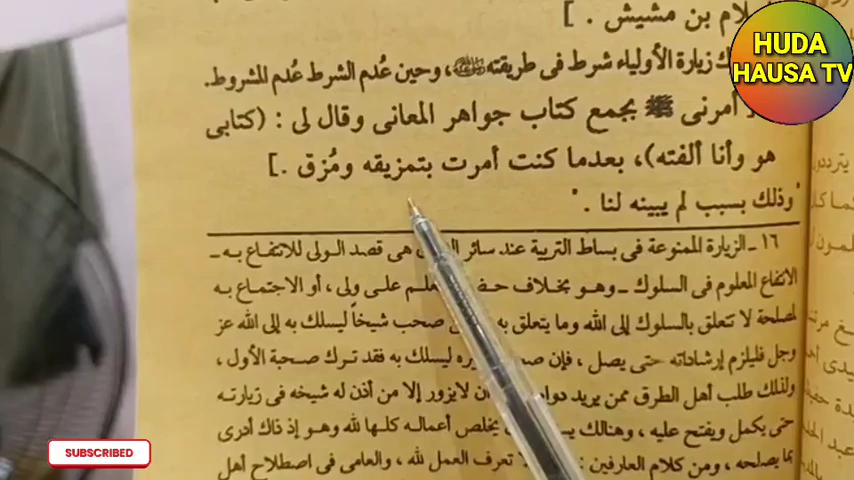 لام بن مشيش . ]
ك زيارة الأولياء شرط فى طريقته ، وحين عُدم الشرط عُدم المشروط .
أمرنى ﷺ بجمع كتاب جواهر المعانى وقال لى : (كتابى
هو وأنا ألفته) ، بعدما كنت أمرت بتمزيقه ومُزق . ]
وذلك بسبب لم يبينه لنا . "
١٦ ـ الزيارة الممنوعة فى بساط التربية عند سائر هى قصد الولى للانتفاع به ـ
الانتفاع المعلوم فى السلوك ـ وهو بخلاف على ولى ، أو الاجتماع به
لمصلحة لا تتعلق بالسلوك إلى الله وما يتعلق به صحب شيخاً ليسلك به إلى الله عز
وجل فليلزم إرشاداته حتى يصل ، فإن ليسلك به فقد ترك صحبة الأول ،
ولذلك طلب أهل الطرق ممن يريد لايزور إلا من أذن له شيخه فى زيارته
حتى يكمل ويفتح عليه ، وهنالك يخلص أعماله كلها لله وهو إذ ذاك أدرى
بما يصلحه ، ومن كلام العارفين : تعرف العمل لله ، والعامى فى اصطلاح أهل
HUDA
HAUSA TV
SUBSCRIBED